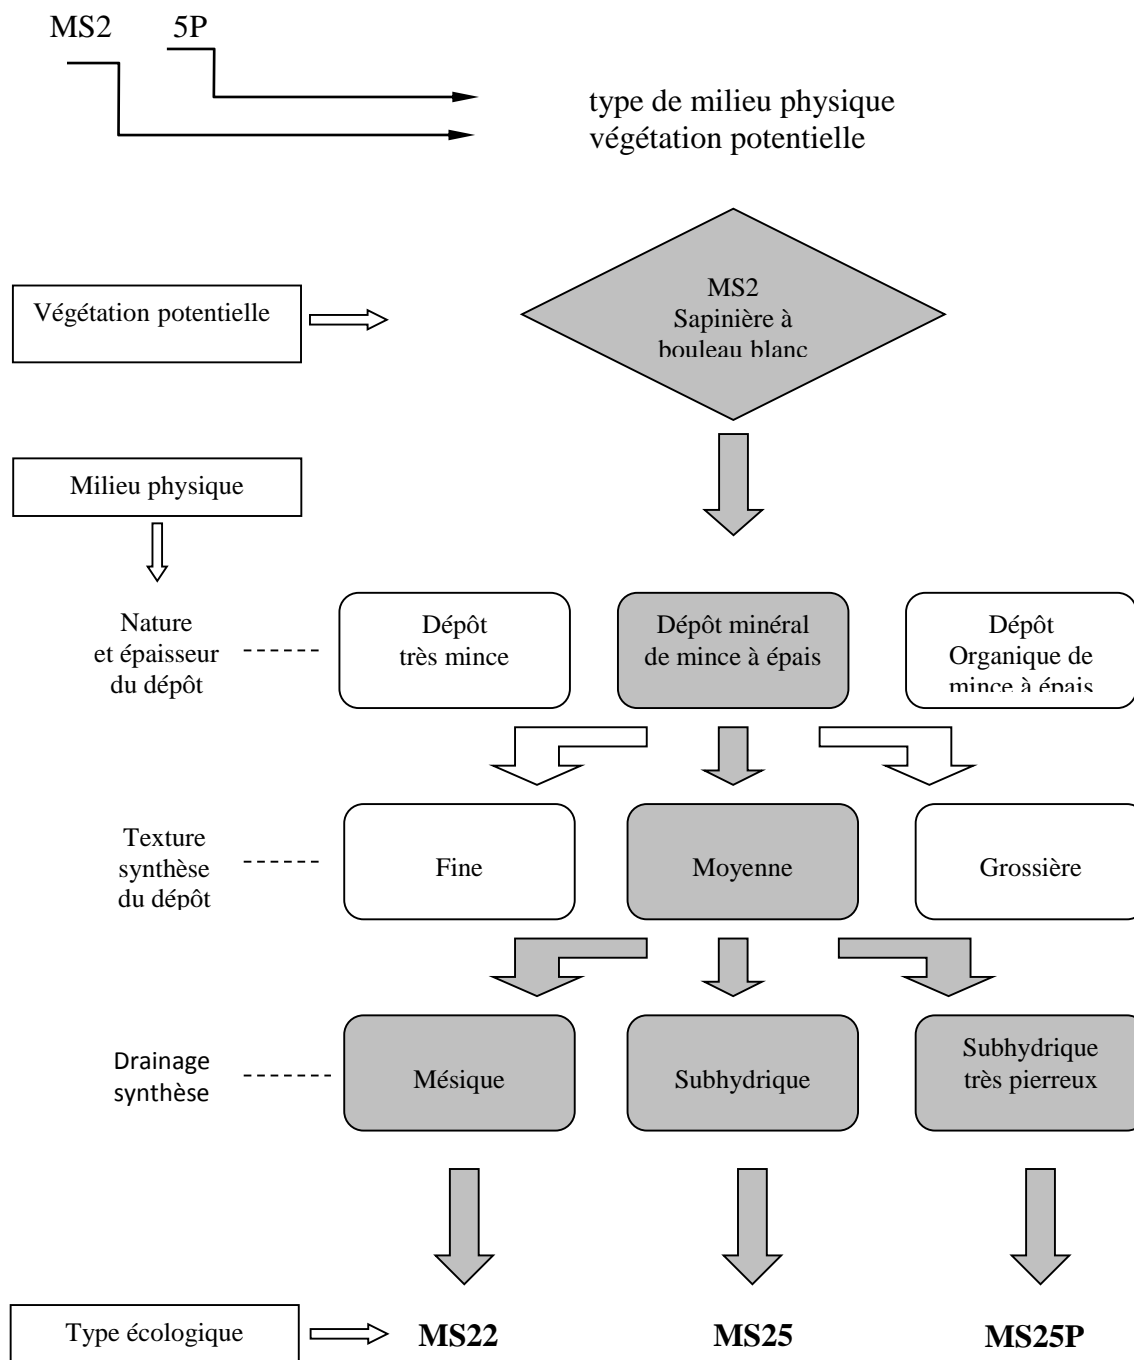 MS2 5P
type de milieu physique
végétation potentielle
Végétation potentielle
MS2
Sapinière à
bouleau blanc
Milieu physique
Nature
et épaisseur
du dépôt
Dépôt
très mince
Dépôt minéral
de mince à épais
Dépôt
Organique de
mince à épais
Texture
synthèse
du dépôt
Fine
Moyenne
Grossière
Drainage
synthèse
Mésique
Subhydrique
Subhydrique
très pierreux
Type écologique
MS22
MS25
MS25P